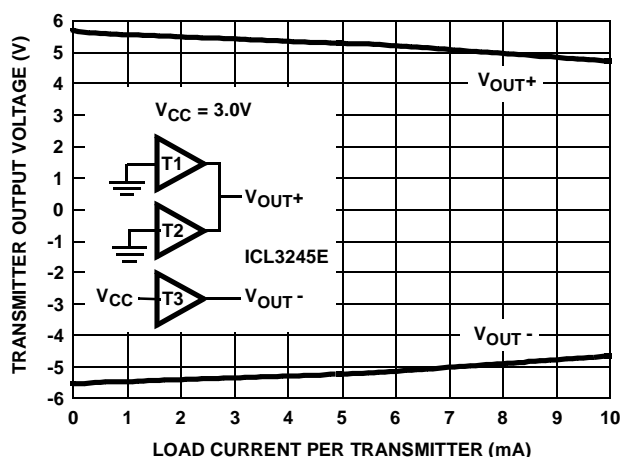 TRANSMITTER OUTPUT VOLTAGE (V)
6
5
4
3
2
1
0
-1
-2
-3
-4
-5
-6
VOUT+
VCC = 3.0V
T1
VOUT+
T2
ICL3245E
VCC
T3
VOUT -
VOUT -
0 1 2 3 4 5 6 7 8 9 10
LOAD CURRENT PER TRANSMITTER (mA)